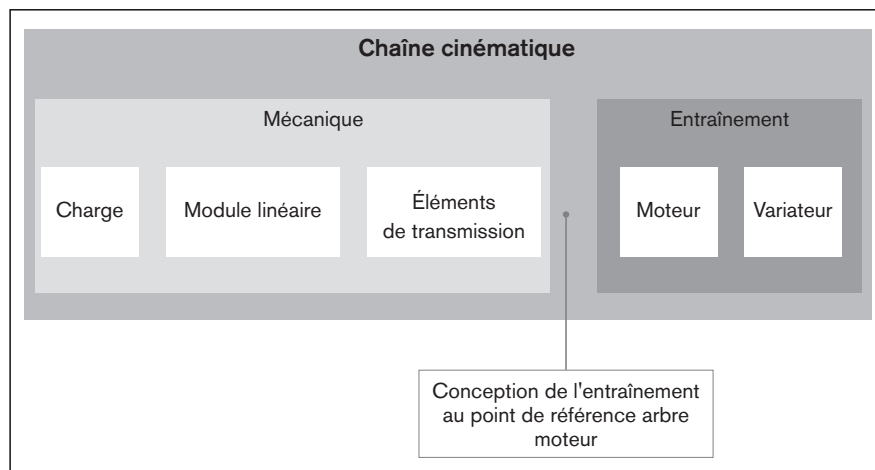 Chaîne cinématique
Mécanique
Entraînement
Charge
Module linéaire
Éléments
de transmission
Moteur
Variateur
Conception de l'entraînement
au point de référence arbre
moteur